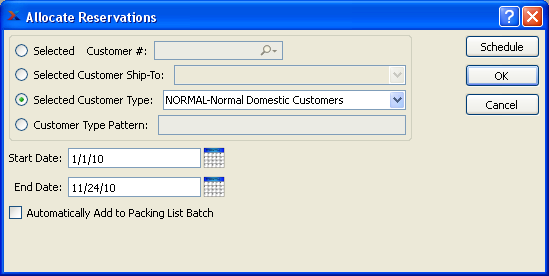 Allocate Reservations
Selected Customer #:
Schedule
Selected Customer Ship-To:
OK
Selected Customer Type: NORMAL-Normal Domestic Customers
Cancel
Customer Type Pattern:
Start Date: 1/1/10
End Date: 11/24/10
Automatically Add to Packing List Batch